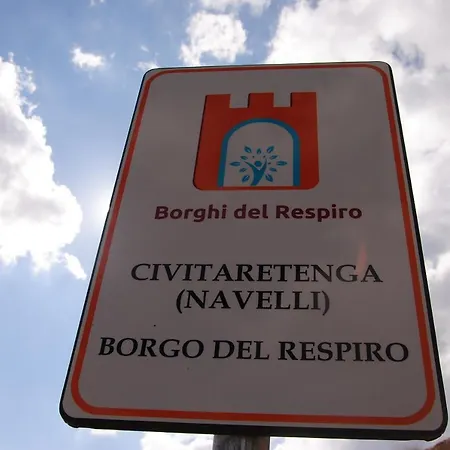 Borghi del Respiro
CIVITARETENGA
(NAVELLI)
BORGO DEL RESPIRO